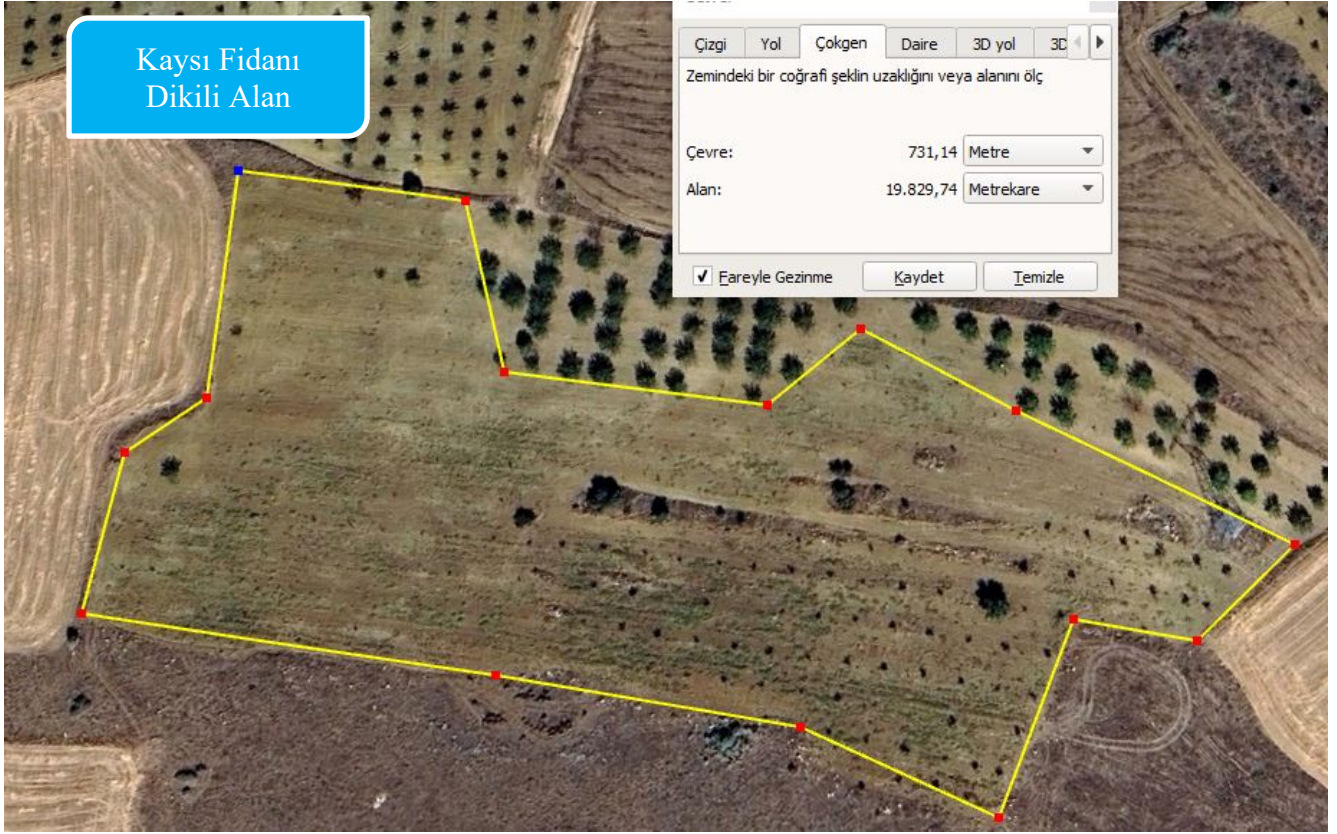 Kaysı Fidanı
Dikili Alan
Çizgi Yol Çokgen Daire 3D yol 3D
Zemindeki bir coğrafi şeklin uzaklığını veya alanını ölç
Çevre: 731,14 Metre
Alan: 19.829,74 Metrekare
Fareyle Gezinme Kaydet Temizle